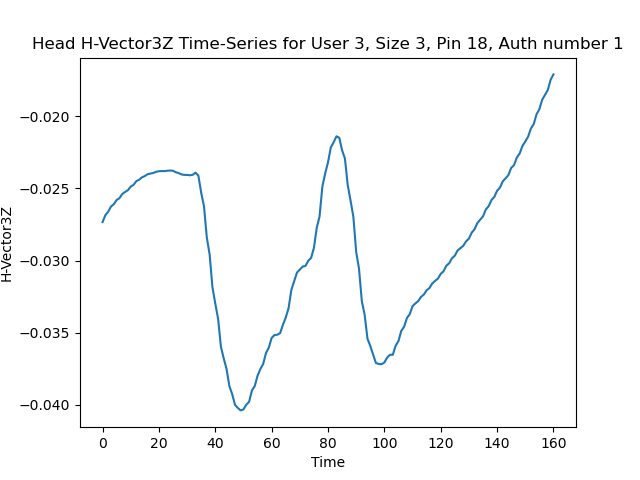 Head H-Vector3Z Time-Series for User 3, Size 3, Pin 18, Auth number 1
H-Vector3Z
−0.020
−0.025
−0.030
−0.035
−0.040
0 20 40 60 80 100 120 140 160
Time